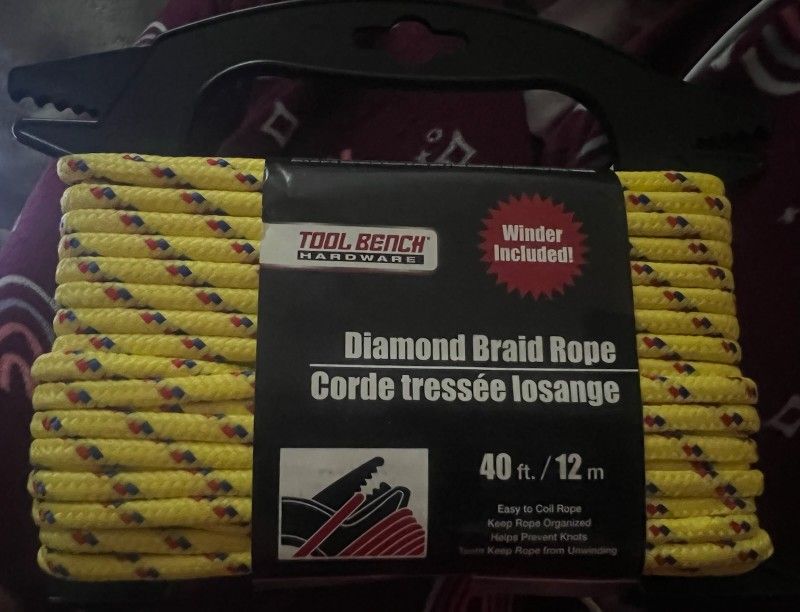 TOOL BENCH
HARDWARE
Winder
Included!
Diamond Braid Rope
Corde tressée losange
40 ft. / 12 m
Easy to Coil Rope
Keep Rope Organized
Helps Prevent Knots
Keep Rope from Unwinding